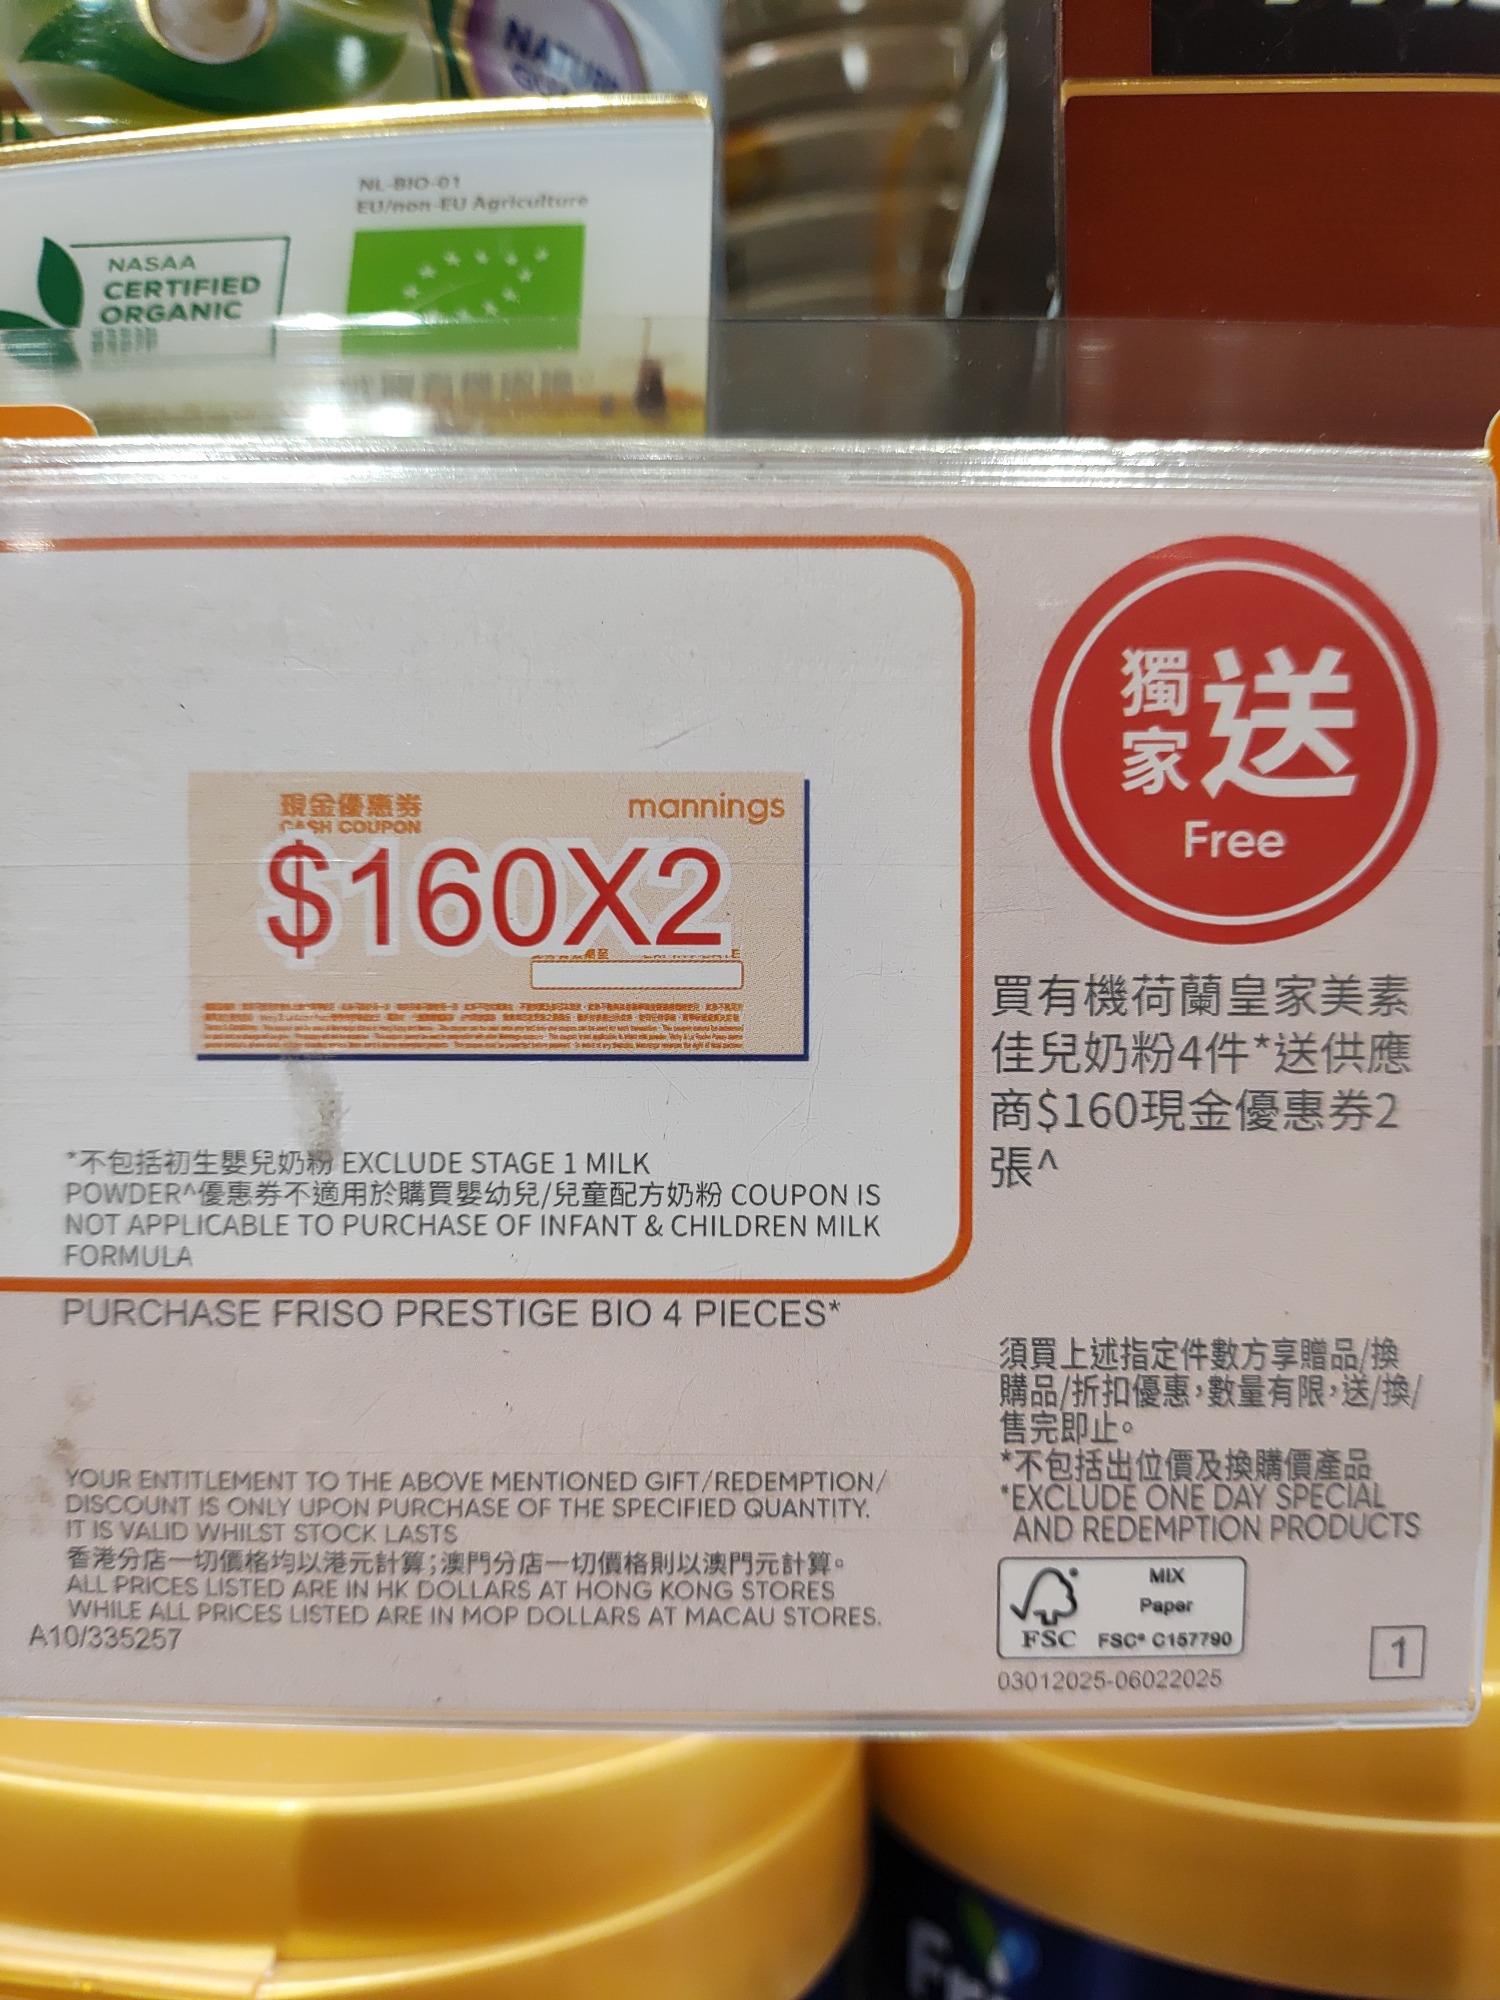 NL-BIO-01
EU/non-EU Agriculture
NASAA
CERTIFIED
ORGANIC
現金優惠券
CASH COUPON
mannings
$160X2
獨家送
Free
買有機荷蘭皇家美素
佳兒奶粉4件*送供應
商$160現金優惠券2
張^
*不包括初生嬰兒奶粉 EXCLUDE STAGE 1 MILK
POWDER^優惠券不適用於購買嬰幼兒/兒童配方奶粉 COUPON IS
NOT APPLICABLE TO PURCHASE OF INFANT & CHILDREN MILK
FORMULA
PURCHASE FRISO PRESTIGE BIO 4 PIECES*
須買上述指定件數方享贈品/換
購品/折扣優惠，數量有限，送/換/
售完即止。
*不包括出位價及換購價產品
*EXCLUDE ONE DAY SPECIAL
AND REDEMPTION PRODUCTS
YOUR ENTITLEMENT TO THE ABOVE MENTIONED GIFT/REDEMPTION/
DISCOUNT IS ONLY UPON PURCHASE OF THE SPECIFIED QUANTITY.
IT IS VALID WHILST STOCK LASTS
香港分店一切價格均以港元計算；澳門分店一切價格則以澳門元計算。
ALL PRICES LISTED ARE IN HK DOLLARS AT HONG KONG STORES
WHILE ALL PRICES LISTED ARE IN MOP DOLLARS AT MACAU STORES.
A10/335257
MIX
Paper
FSC
FSC® C157790
03012025-06022025
1